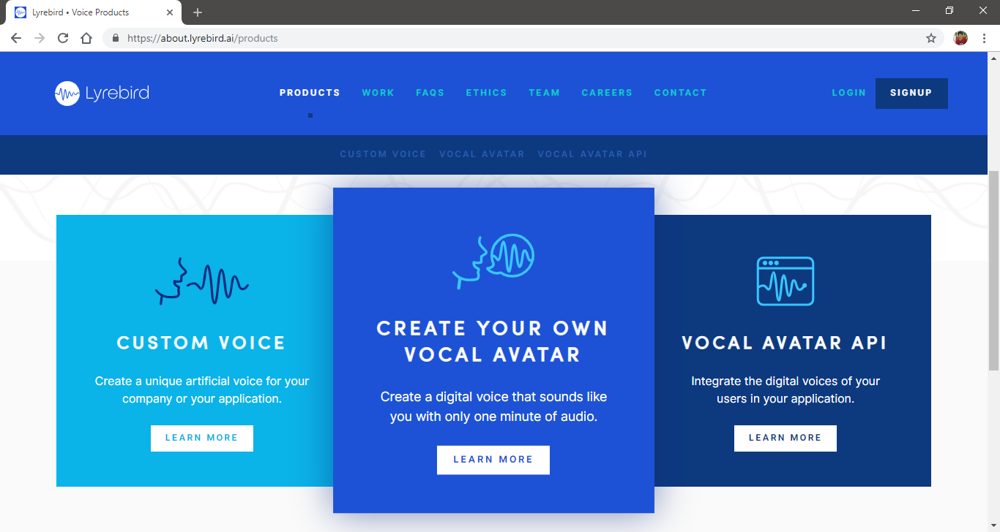 Lyrebird • Voice Products
https://about.lyrebird.ai/products
Lyrebird
PRODUCTS WORK FAQS ETHICS TEAM CAREERS CONTACT
LOGIN SIGNUP
CUSTOM VOICE VOCAL AVATAR VOCAL AVATAR API
CUSTOM VOICE
Create a unique artificial voice for your
company or your application.
LEARN MORE
CREATE YOUR OWN
VOCAL AVATAR
Create a digital voice that sounds like
you with only one minute of audio.
LEARN MORE
VOCAL AVATAR API
Integrate the digital voices of your
users in your application.
LEARN MORE